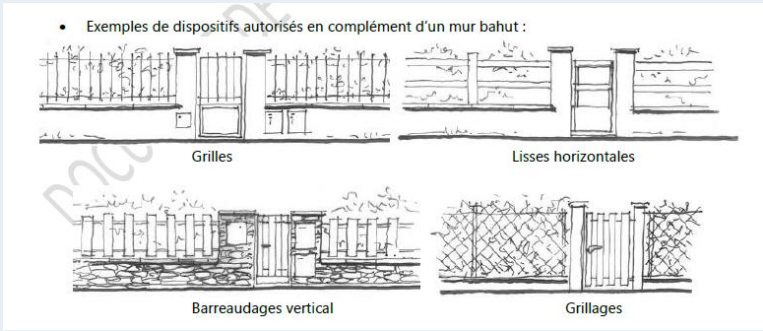 • Exemples de dispositifs autorisés en complément d'un mur bahut :
Grilles
Lisses horizontales
Barreaudages vertical
Grillages